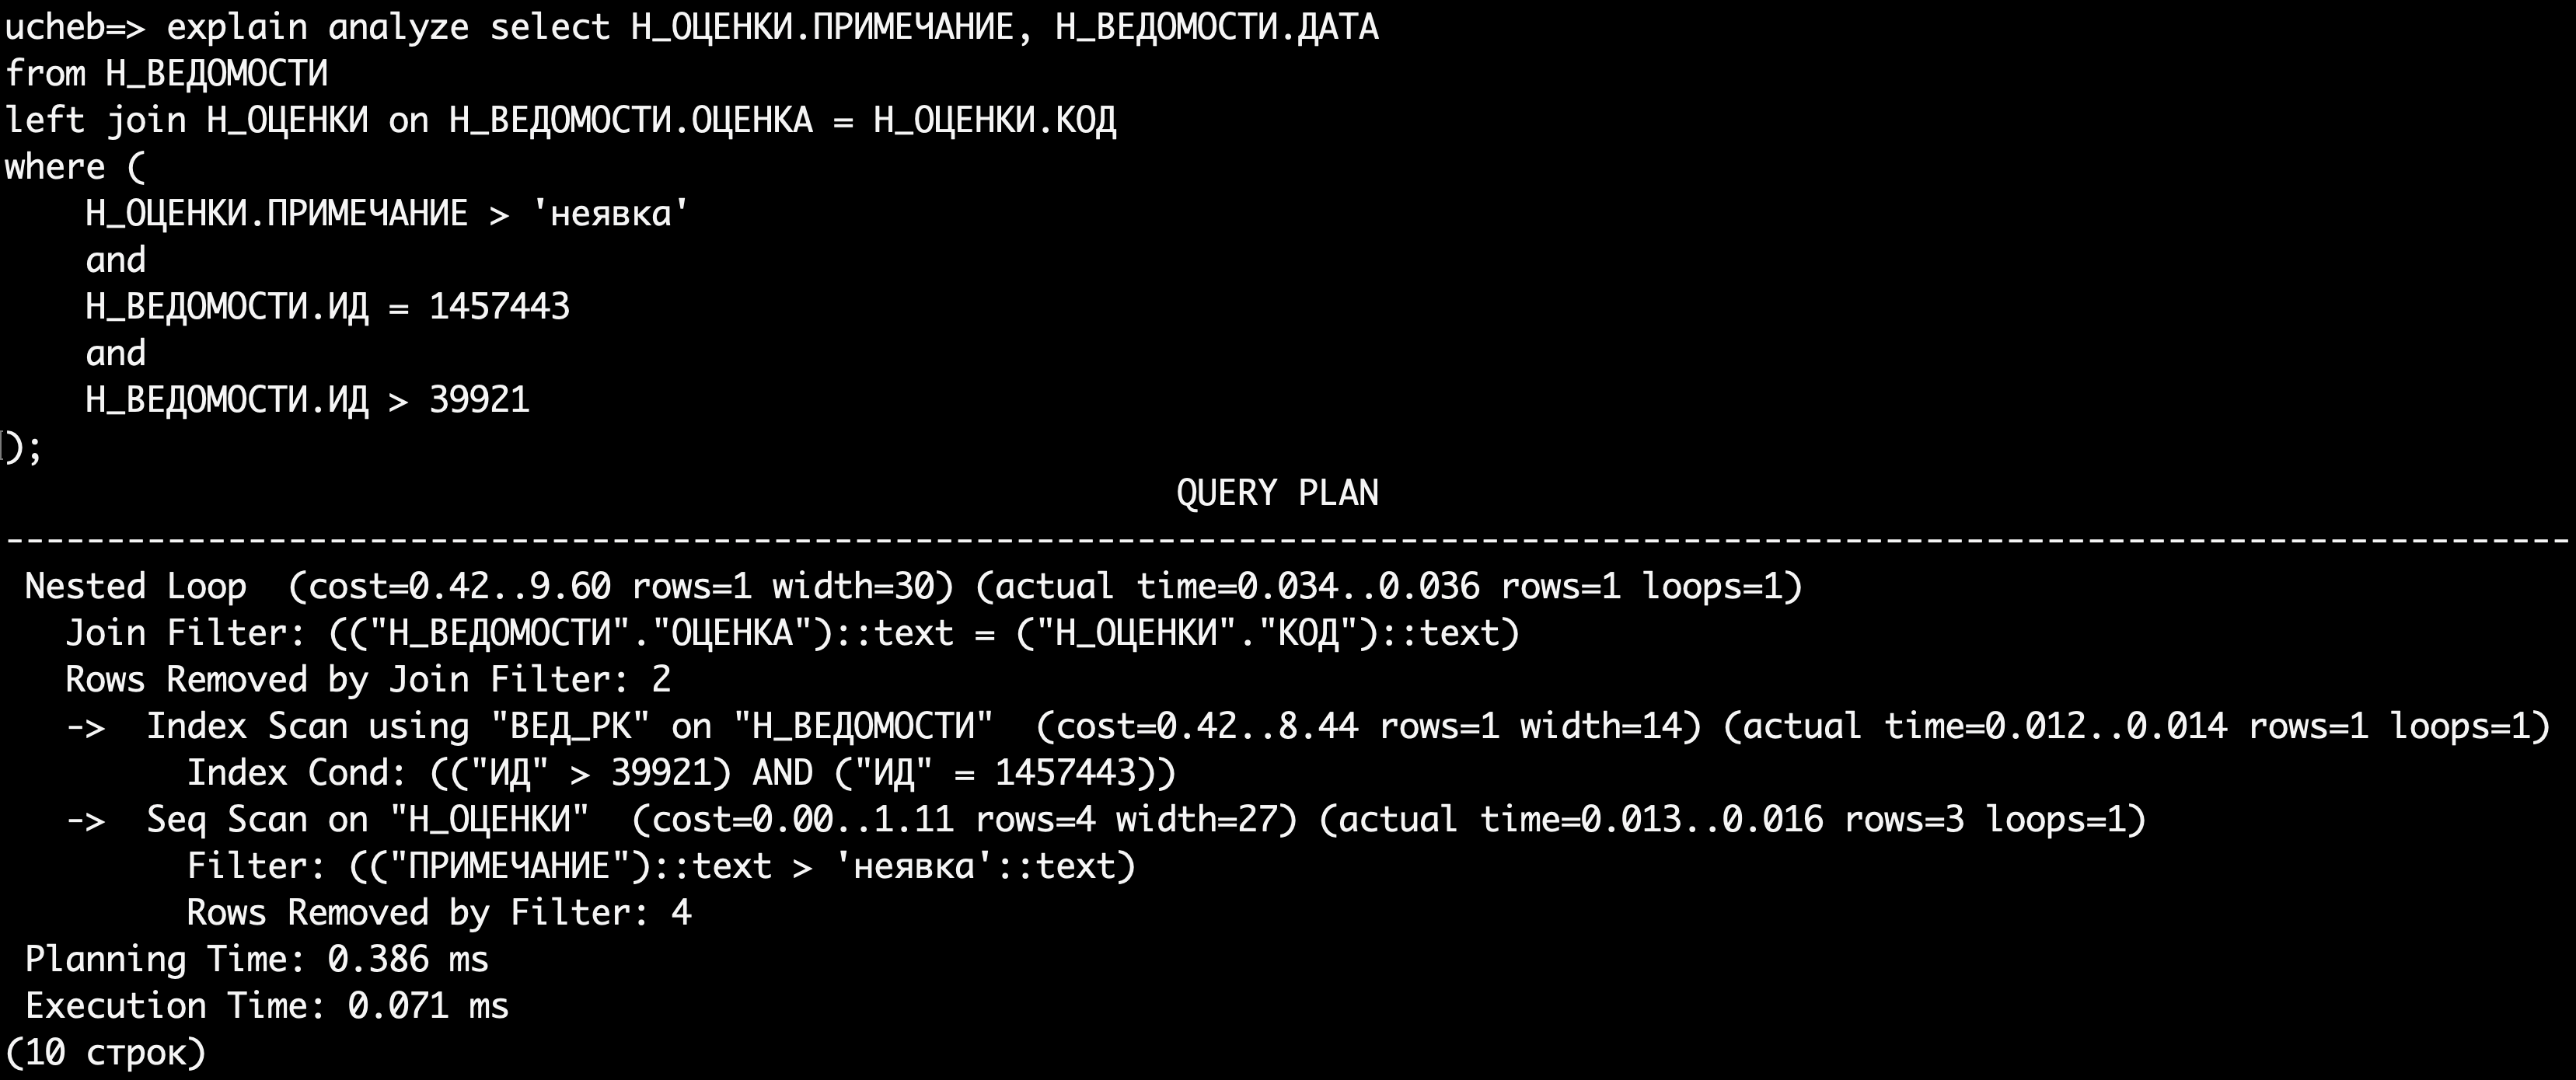 ucheb=> explain analyze select Н_ОЦЕНКИ.ПРИМЕЧАНИЕ, Н_ВЕДОМОСТИ.ДАТА
from Н_ВЕДОМОСТИ
left join Н_ОЦЕНКИ on Н_ВЕДОМОСТИ.ОЦЕНКА = Н_ОЦЕНКИ.КОД
where (
    Н_ОЦЕНКИ.ПРИМЕЧАНИЕ > 'неявка'
    and
    Н_ВЕДОМОСТИ.ИД = 1457443
    and
    Н_ВЕДОМОСТИ.ИД > 39921
);
QUERY PLAN
-------------------------------------------------------------------------------------------------------------------------------
 Nested Loop  (cost=0.42..9.60 rows=1 width=30) (actual time=0.034..0.036 rows=1 loops=1)
   Join Filter: (("Н_ВЕДОМОСТИ"."ОЦЕНКА")::text = ("Н_ОЦЕНКИ"."КОД")::text)
   Rows Removed by Join Filter: 2
   ->  Index Scan using "ВЕД_PK" on "Н_ВЕДОМОСТИ"  (cost=0.42..8.44 rows=1 width=14) (actual time=0.012..0.014 rows=1 loops=1)
         Index Cond: (("ИД" > 39921) AND ("ИД" = 1457443))
   ->  Seq Scan on "Н_ОЦЕНКИ"  (cost=0.00..1.11 rows=4 width=27) (actual time=0.013..0.016 rows=3 loops=1)
         Filter: (("ПРИМЕЧАНИЕ")::text > 'неявка'::text)
         Rows Removed by Filter: 4
 Planning Time: 0.386 ms
 Execution Time: 0.071 ms
(10 строк)